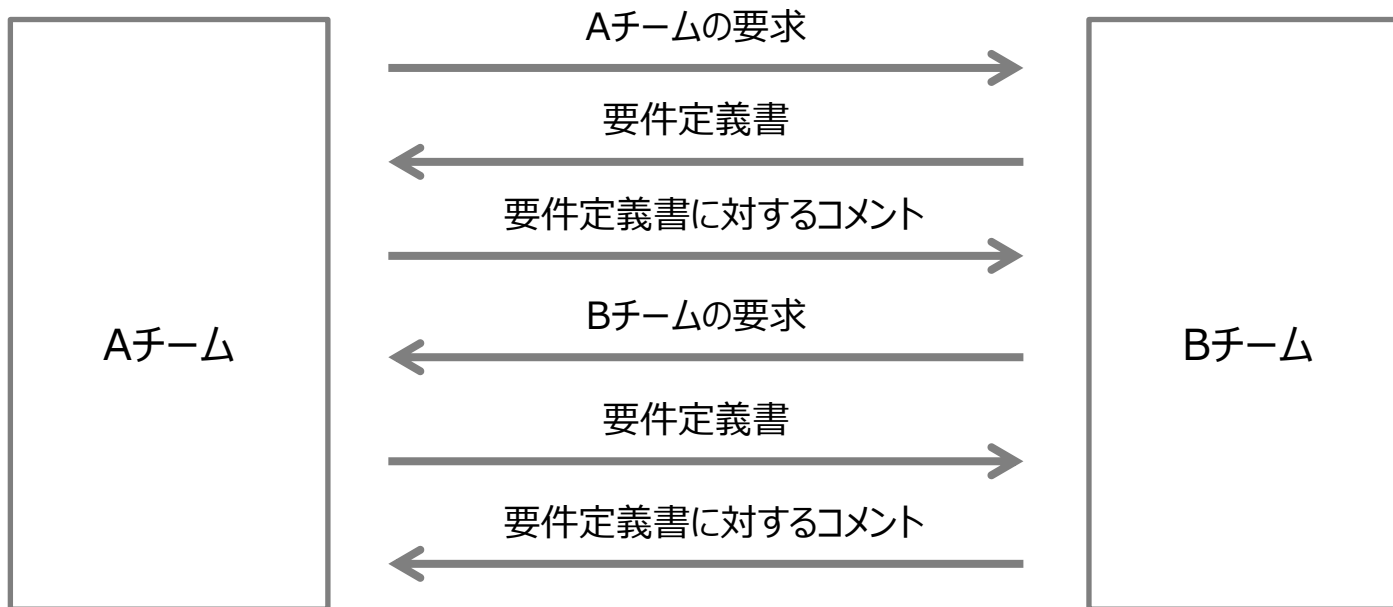 Aチームの要求
要件定義書
要件定義書に対するコメント
Bチームの要求
Aチーム
Bチーム
要件定義書
要件定義書に対するコメント